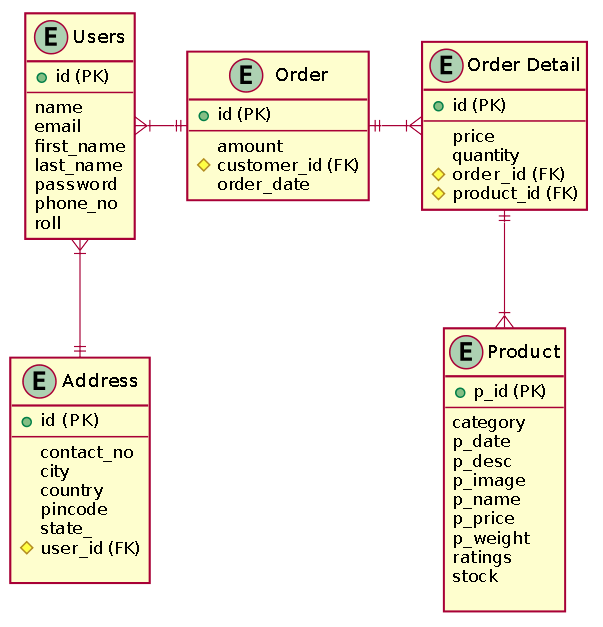 E Users
id (PK)
name
email
first_name
last_name
password
phone_no
roll
E Order
id (PK)
amount
customer_id (FK)
order_date
E Order Detail
id (PK)
price
quantity
order_id (FK)
product_id (FK)
E Address
id (PK)
contact_no
city
country
pincode
state_
user_id (FK)
E Product
p_id (PK)
category
p_date
p_desc
p_image
p_name
p_price
p_weight
ratings
stock